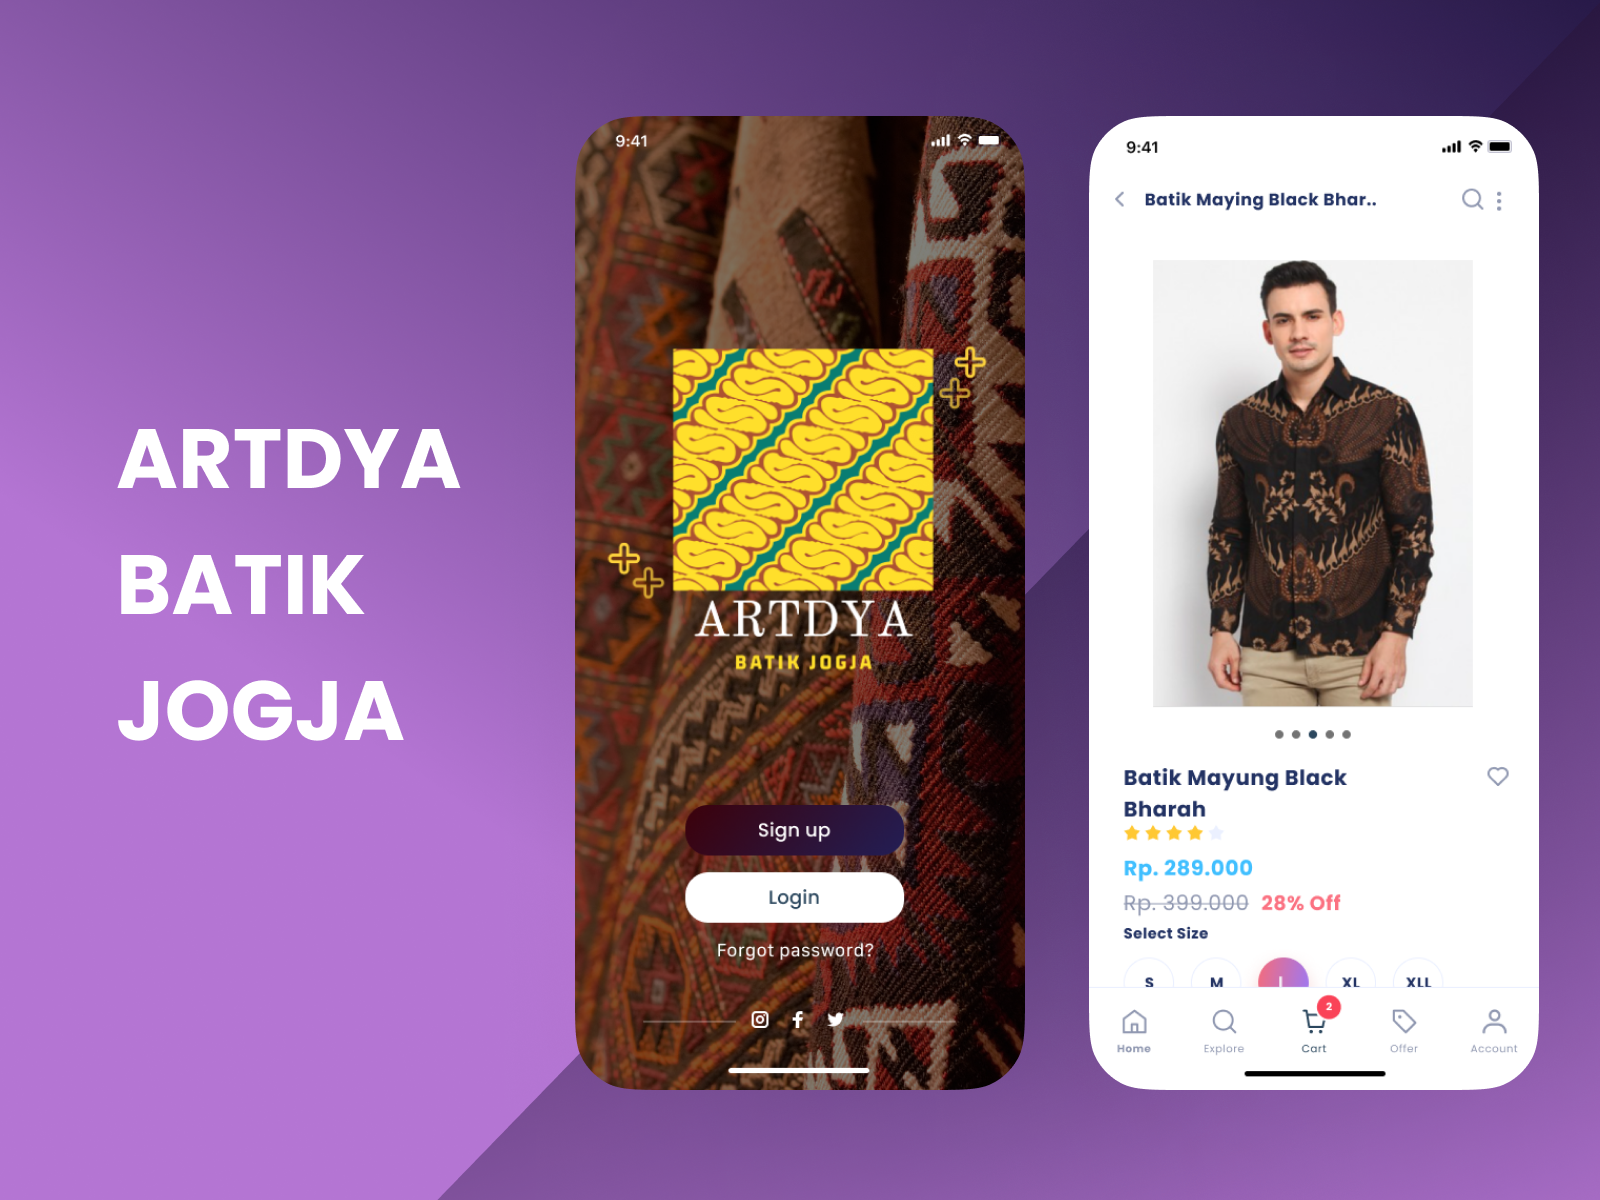 ARTDYA
BATIK
JOGJA
9:41
ARTDYA
BATIK JOGJA
Sign up
Login
Forgot password?
9:41
Batik Maying Black Bhar..
Batik Mayung Black
Bharah
Rp. 289.000
Rp. 399.000 28% Off
Select Size
S M L XL XLL
2
Home Explore Cart Offer Account